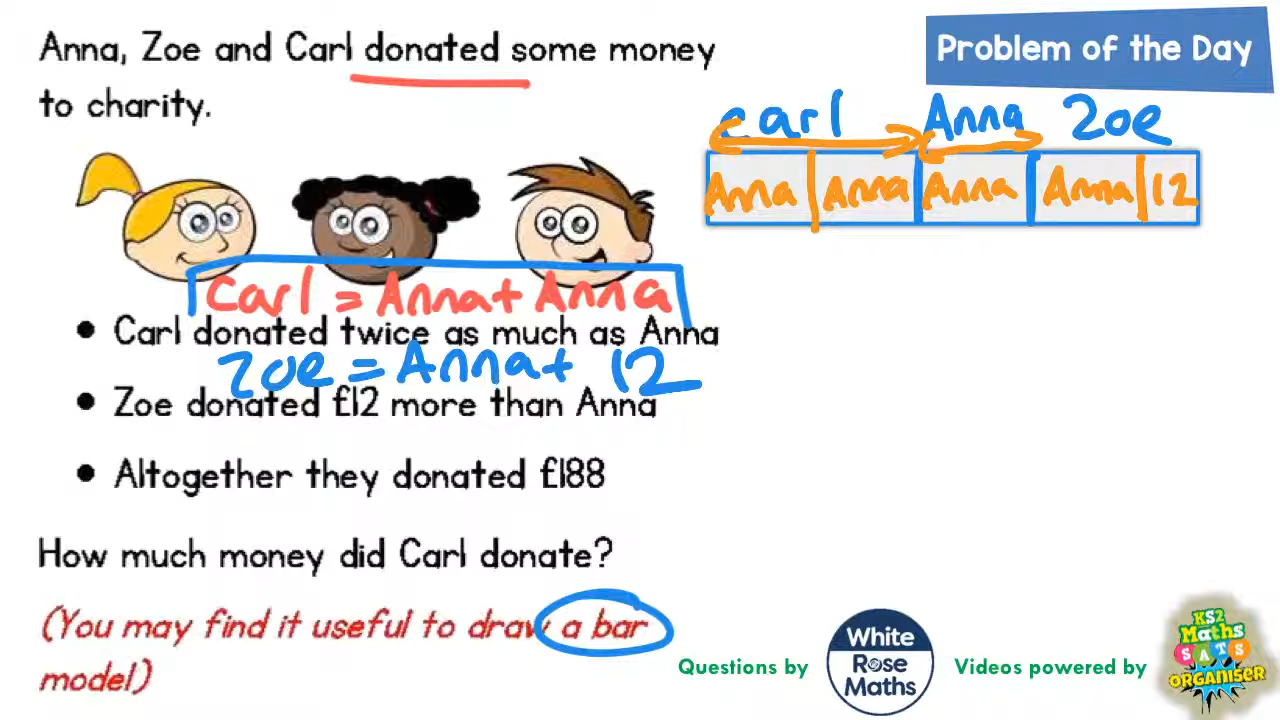 Anna, Zoe and Carl donated some money
to charity.
Problem of the Day
Carl Anna Zoe
Anna Anna Anna Anna 12
Carl = Anna + Anna
• Carl donated twice as much as Anna
Zoe = Anna + 12
• Zoe donated £12 more than Anna
• Altogether they donated £188
How much money did Carl donate?
(You may find it useful to draw a bar
model)
Questions by
White
Rose
Maths
Videos powered by
KS2
Maths
SATS
ORGANISER